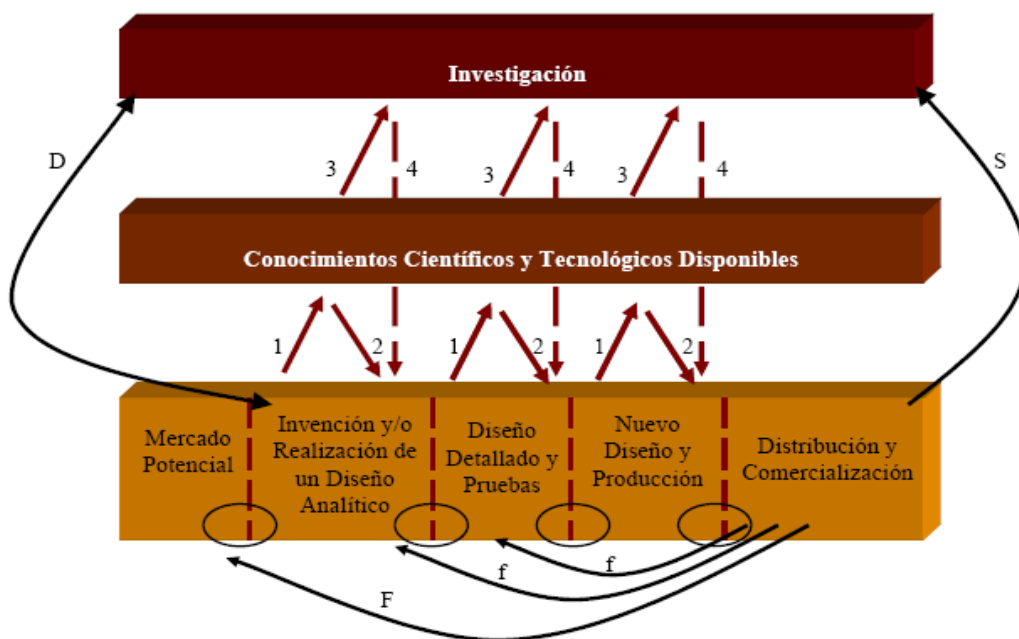 Investigación
D
S
3
4
3
4
3
4
Conocimientos Científicos y Tecnológicos Disponibles
1
2
1
2
1
2
Mercado
Potencial
Invención y/o
Realización de
un Diseño
Analítico
Diseño
Detallado y
Pruebas
Nuevo
Diseño y
Producción
Distribución y
Comercialización
f
f
F